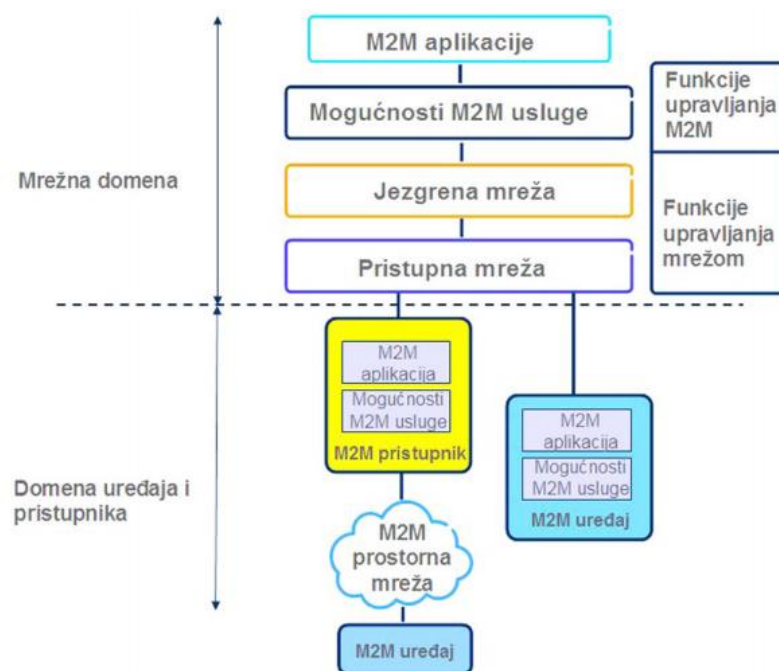 M2M aplikacije
Mogućnosti M2M usluge
Funkcije
upravljanja
M2M
Mrežna domena
Jezgrena mreža
Funkcije
upravljanja
mrežom
Pristupna mreža
M2M
aplikacija
Mogućnosti
M2M usluge
M2M pristupnik
M2M
aplikacija
Mogućnosti
M2M usluge
M2M uređaj
Domena uređaja i
pristupnika
M2M
prostorna
mreža
M2M uređaj